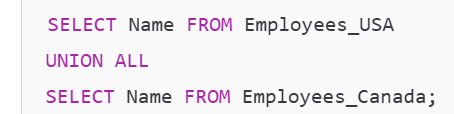 SELECT Name FROM Employees_USA
UNION ALL
SELECT Name FROM Employees_Canada;